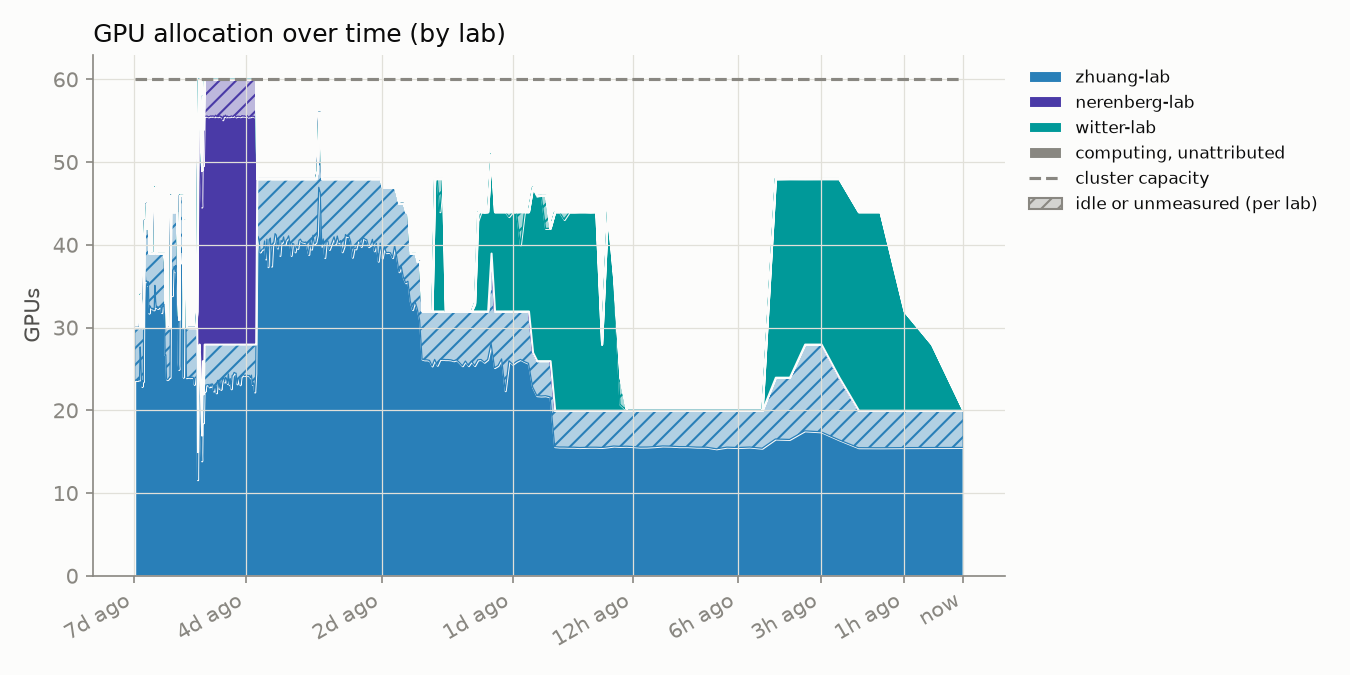 GPU allocation over time (by lab)
GPUs
60
50
40
30
20
10
0
7d ago
4d ago
2d ago
1d ago
12h ago
6h ago
3h ago
1h ago
now
zhuang-lab
nerenberg-lab
witter-lab
computing, unattributed
cluster capacity
idle or unmeasured (per lab)